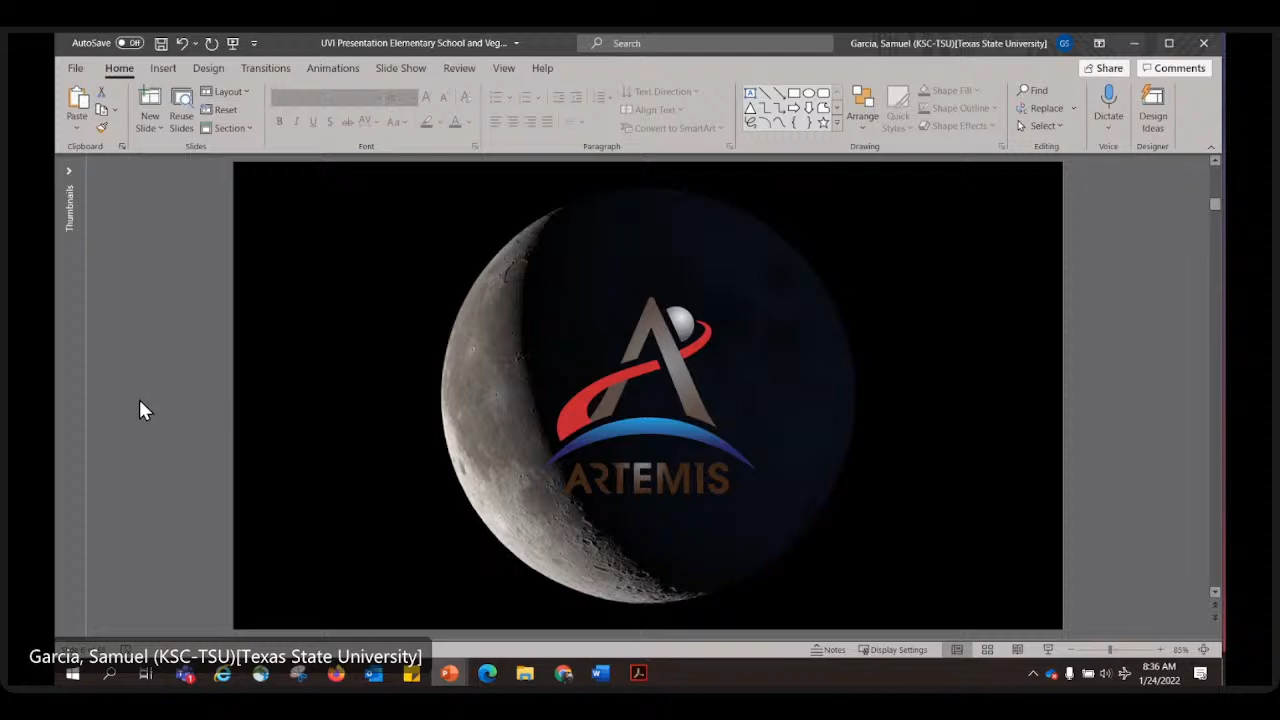 AutoSave Off
UVI Presentation Elementary School and Veg...
Search
Garcia, Samuel (KSC-TSU)[Texas State University]
GS
File Home Insert Design Transitions Animations Slide Show Review View Help
Share Comments
Paste
New Slide
Reuse Slides
Layout
Reset
Section
B I U S ab AV Aa A
Text Direction
Align Text
Convert to SmartArt
Arrange
Quick Styles
Shape Fill
Shape Outline
Shape Effects
Find
Replace
Select
Dictate
Design Ideas
Clipboard Slides Font Paragraph Drawing Editing Voice Designer
Thumbnails
ARTEMIS
Garcia, Samuel (KSC-TSU)[Texas State University]
Notes Display Settings 85%
8:36 AM
1/24/2022